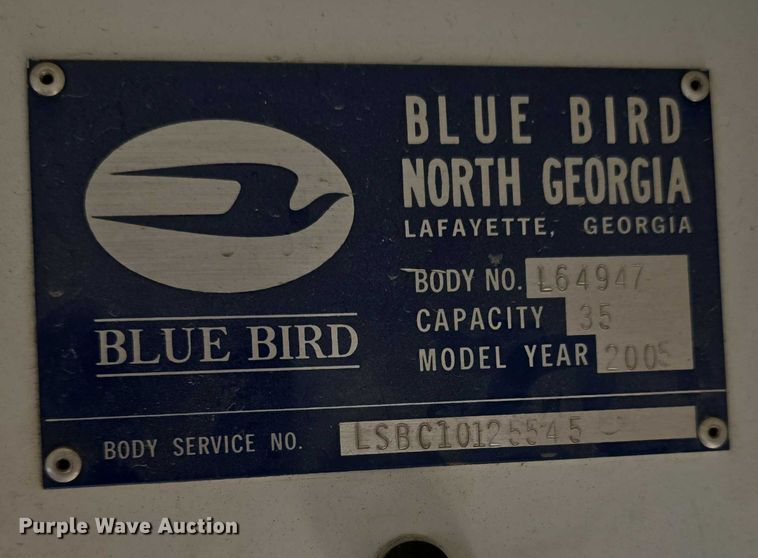 BLUE BIRD
NORTH GEORGIA
LAFAYETTE, GEORGIA
BODY NO. L64947
CAPACITY 35
MODEL YEAR 2005
BLUE BIRD
BODY SERVICE NO. LSBC10125545
Purple Wave Auction